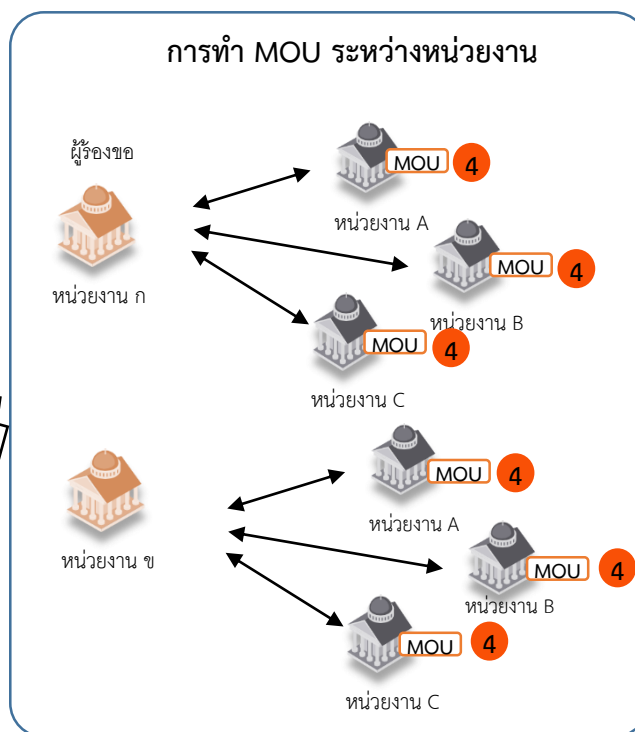 การทำ MOU ระหว่างหน่วยงาน
ผู้ร้องขอ
MOU 4
หน่วยงาน A
MOU 4
หน่วยงาน ก
หน่วยงาน B
MOU 4
หน่วยงาน C
MOU 4
หน่วยงาน A
หน่วยงาน ข
MOU 4
หน่วยงาน B
MOU 4
หน่วยงาน C